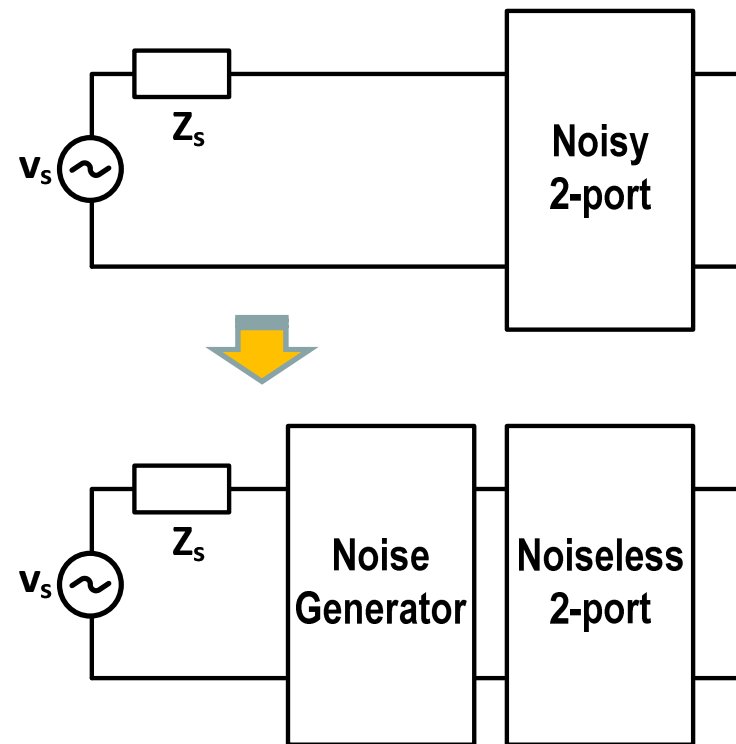 Zs
vs
Noisy
2-port
Zs
vs
Noise
Generator
Noiseless
2-port